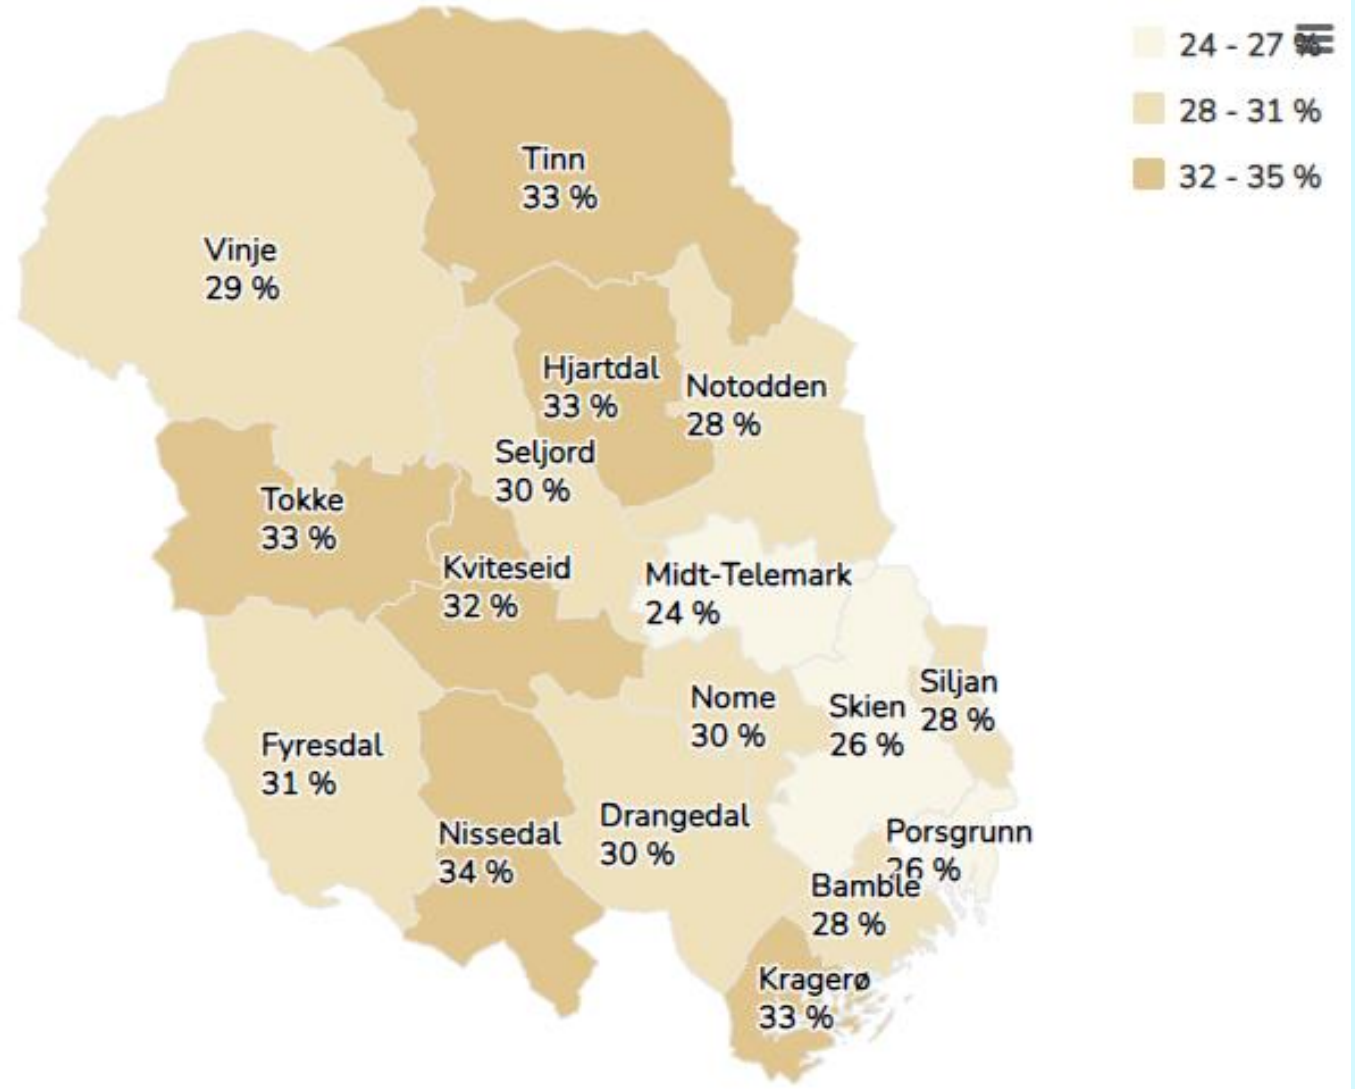 24 - 27 %
28 - 31 %
32 - 35 %
Tinn
33 %
Vinje
29 %
Hjartdal
33 %
Notodden
28 %
Seljord
30 %
Tokke
33 %
Kviteseid
32 %
Midt-Telemark
24 %
Siljan
28 %
Nome
30 %
Skien
26 %
Fyresdal
31 %
Drangedal
30 %
Nissedal
34 %
Porsgrunn
26 %
Bamble
28 %
Kragerø
33 %